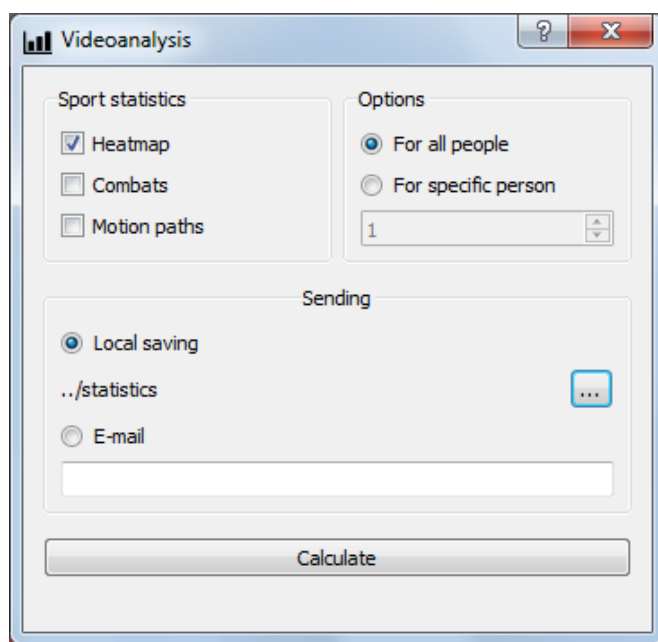 Videoanalysis
?
Sport statistics
Heatmap
Combats
Motion paths
Options
For all people
For specific person
1
Sending
Local saving
../statistics
...
E-mail
Calculate